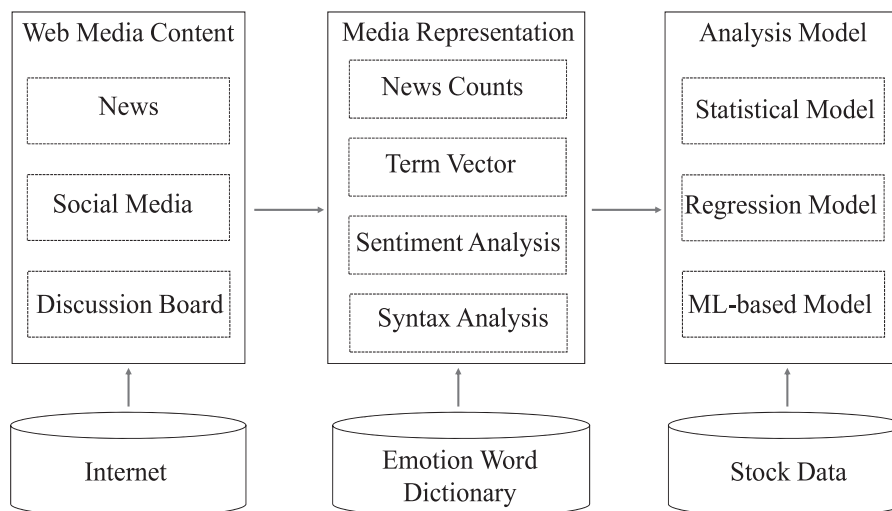 Web Media Content
News
Social Media
Discussion Board
Internet
Media Representation
News Counts
Term Vector
Sentiment Analysis
Syntax Analysis
Emotion Word
Dictionary
Analysis Model
Statistical Model
Regression Model
ML-based Model
Stock Data